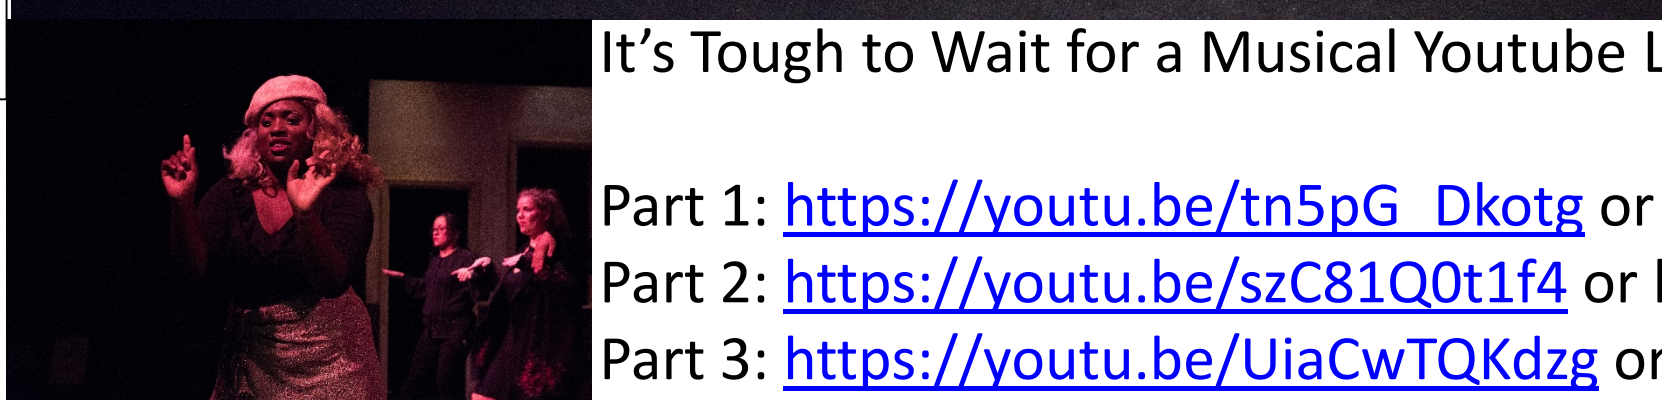 It's Tough to Wait for a Musical Youtube L
Part 1: https://youtu.be/tn5pG_Dkotg or
Part 2: https://youtu.be/szC81Q0t1f4 or
Part 3: https://youtu.be/UiaCwTQKdzg or